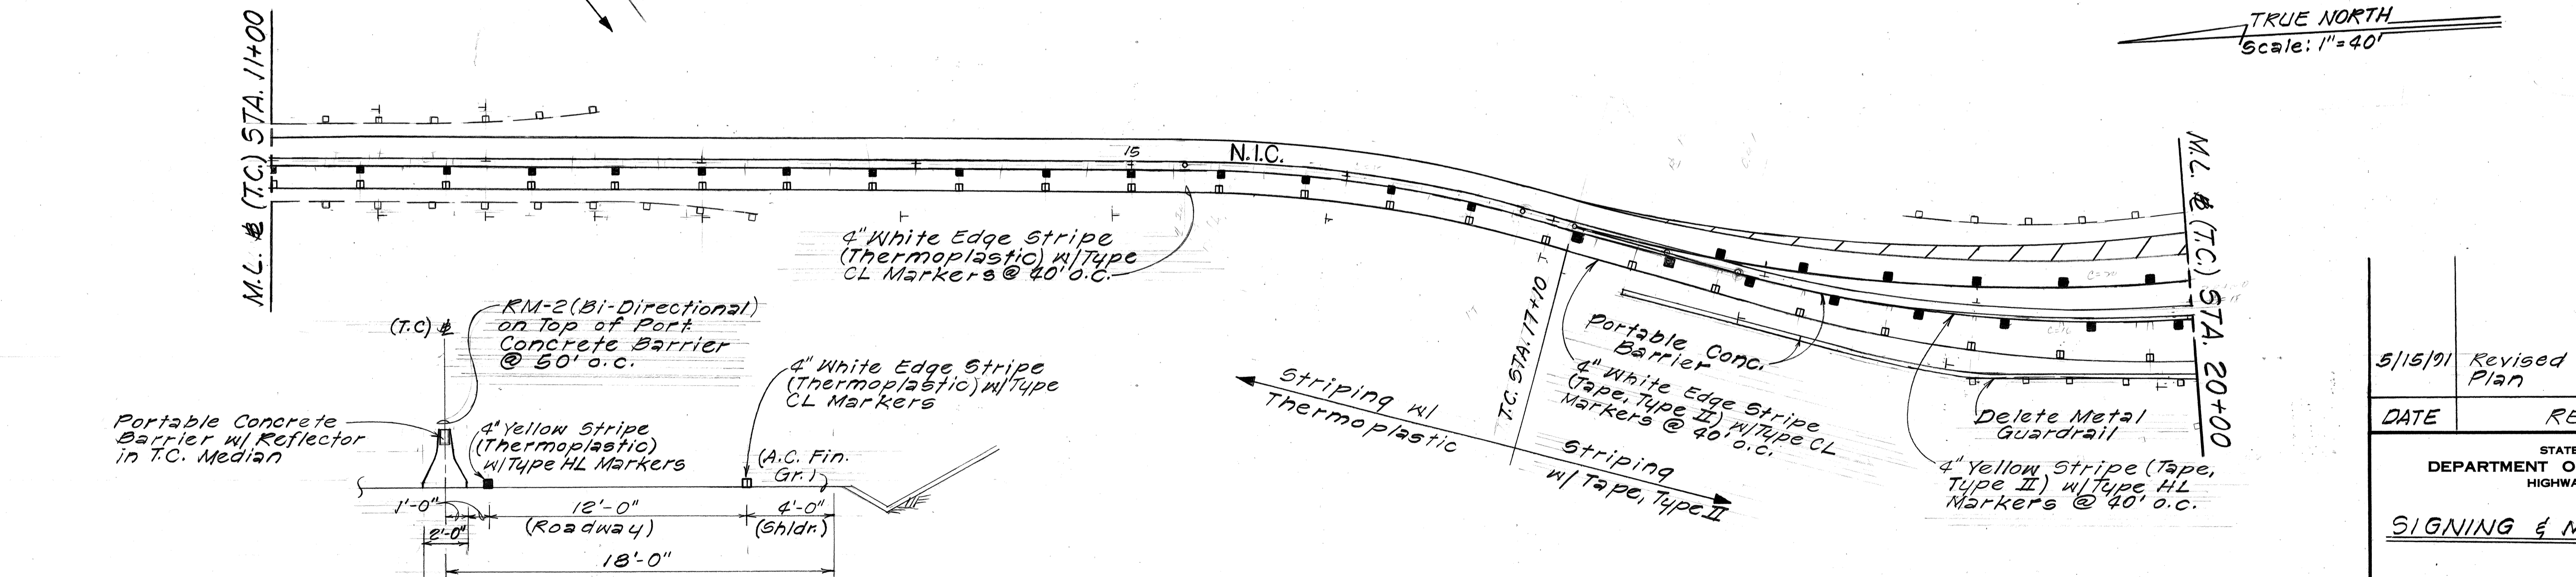 TRUE NORTH
Scale: 1"=40'
M.L. ℄ (T.C.) STA. 11+00
15
N.I.C.
M.L. ℄ (T.C.) STA. 20+00
4" White Edge Stripe
(Thermoplastic) w/Type
CL Markers @ 40' o.c.
T.C. STA. 17+10
Portable Conc.
Barrier
4" White Edge Stripe
(Tape, Type II) w/Type CL
Markers @ 40' o.c.
Striping w/
Thermoplastic
Striping
w/ Tape, Type II
Delete Metal
Guardrail
4" Yellow Stripe (Tape,
Type II) w/Type HL
Markers @ 40' o.c.
(T.C) ℄
RM-2 (Bi-Directional)
on Top of Port.
Concrete Barrier
@ 50' o.c.
4" White Edge Stripe
(Thermoplastic) w/Type
CL Markers
Portable Concrete
Barrier w/ Reflector
in T.C. Median
4" Yellow Stripe
(Thermoplastic)
w/Type HL Markers
(A.C. Fin.
Gr.)
1'-0"
12'-0"
(Roadway)
4'-0"
(Shldr.)
2'-0"
18'-0"
5/15/91 Revised
Plan
DATE RE
STATE
DEPARTMENT O
HIGHWA
SIGNING & M